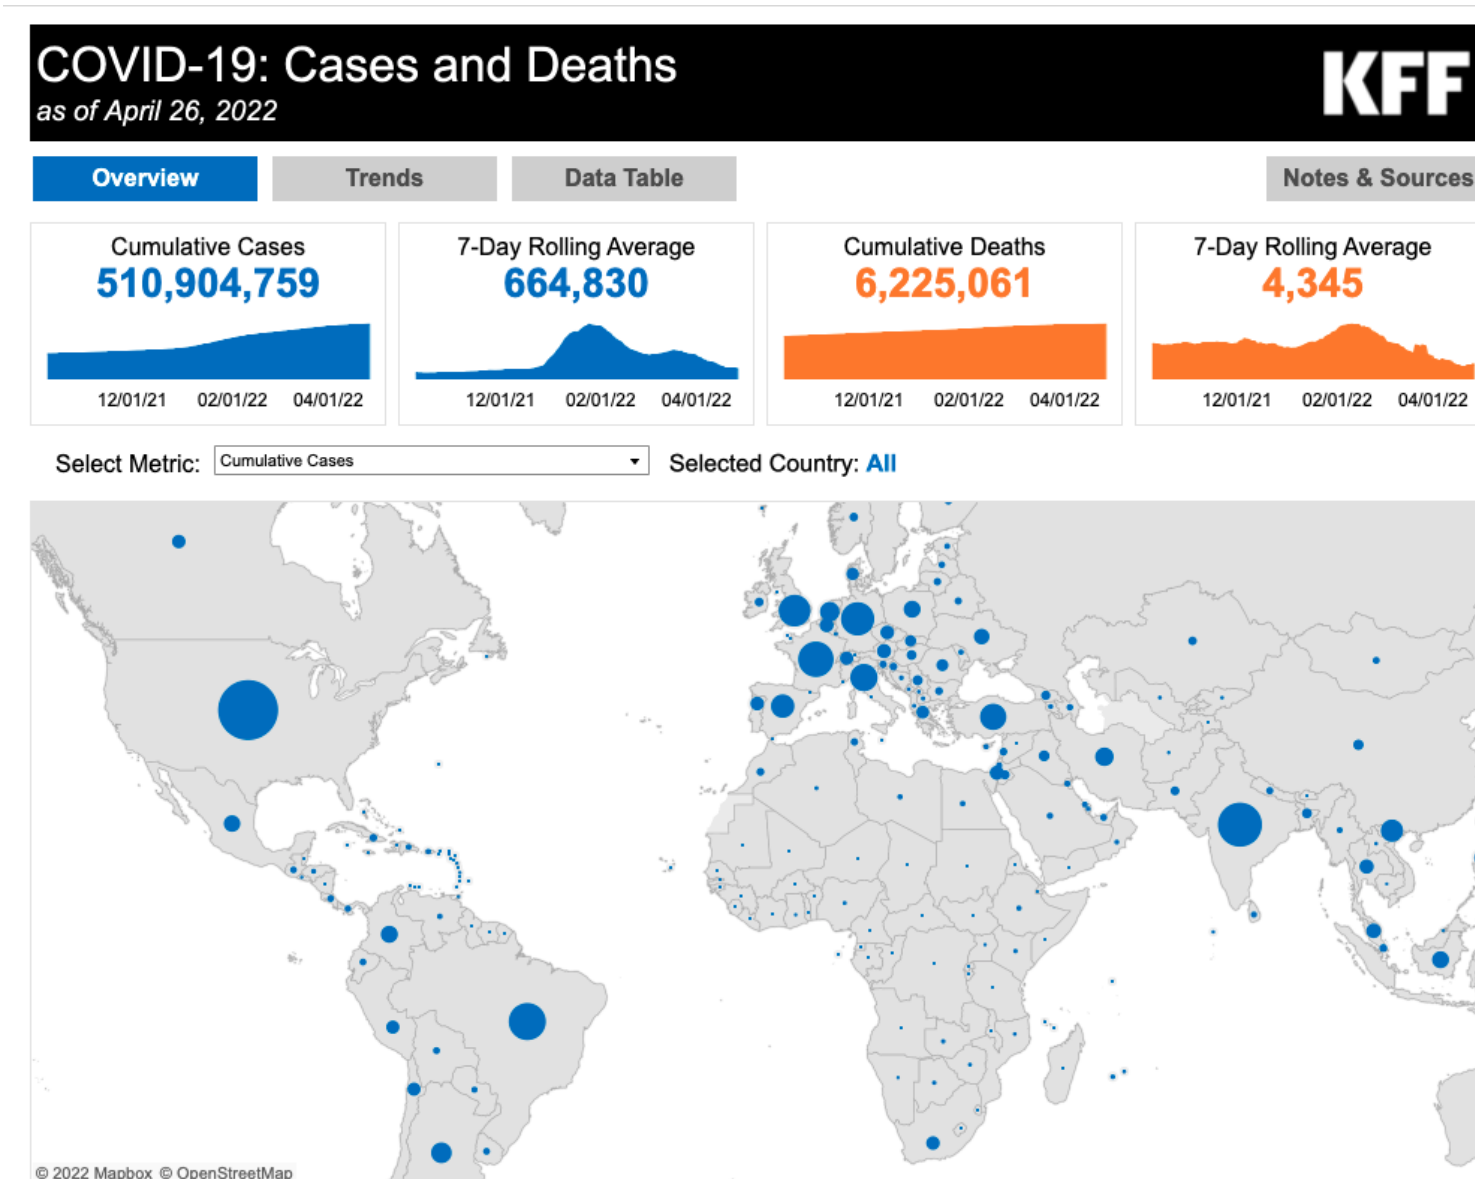 COVID-19: Cases and Deaths
as of April 26, 2022
KFF
Overview
Trends
Data Table
Notes & Sources
Cumulative Cases
510,904,759
12/01/21 02/01/22 04/01/22
7-Day Rolling Average
664,830
12/01/21 02/01/22 04/01/22
Cumulative Deaths
6,225,061
12/01/21 02/01/22 04/01/22
7-Day Rolling Average
4,345
12/01/21 02/01/22 04/01/22
Select Metric: Cumulative Cases
Selected Country: All
© 2022 Mapbox © OpenStreetMap